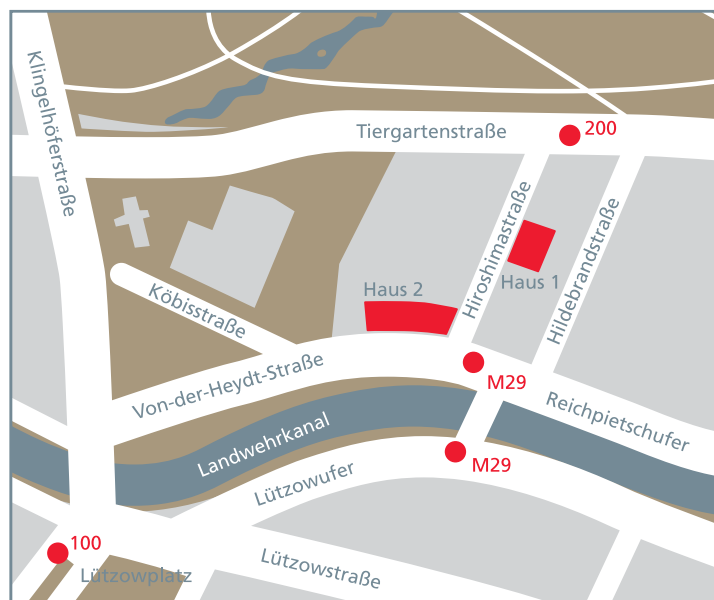 Klingelhöferstraße
Tiergartenstraße
200
Hiroshimastraße
Hildebrandstraße
Haus 1
Haus 2
Köbisstraße
Von-der-Heydt-Straße
M29
Reichpietschufer
Landwehrkanal
M29
Lützowufer
100
Lützowplatz
Lützowstraße